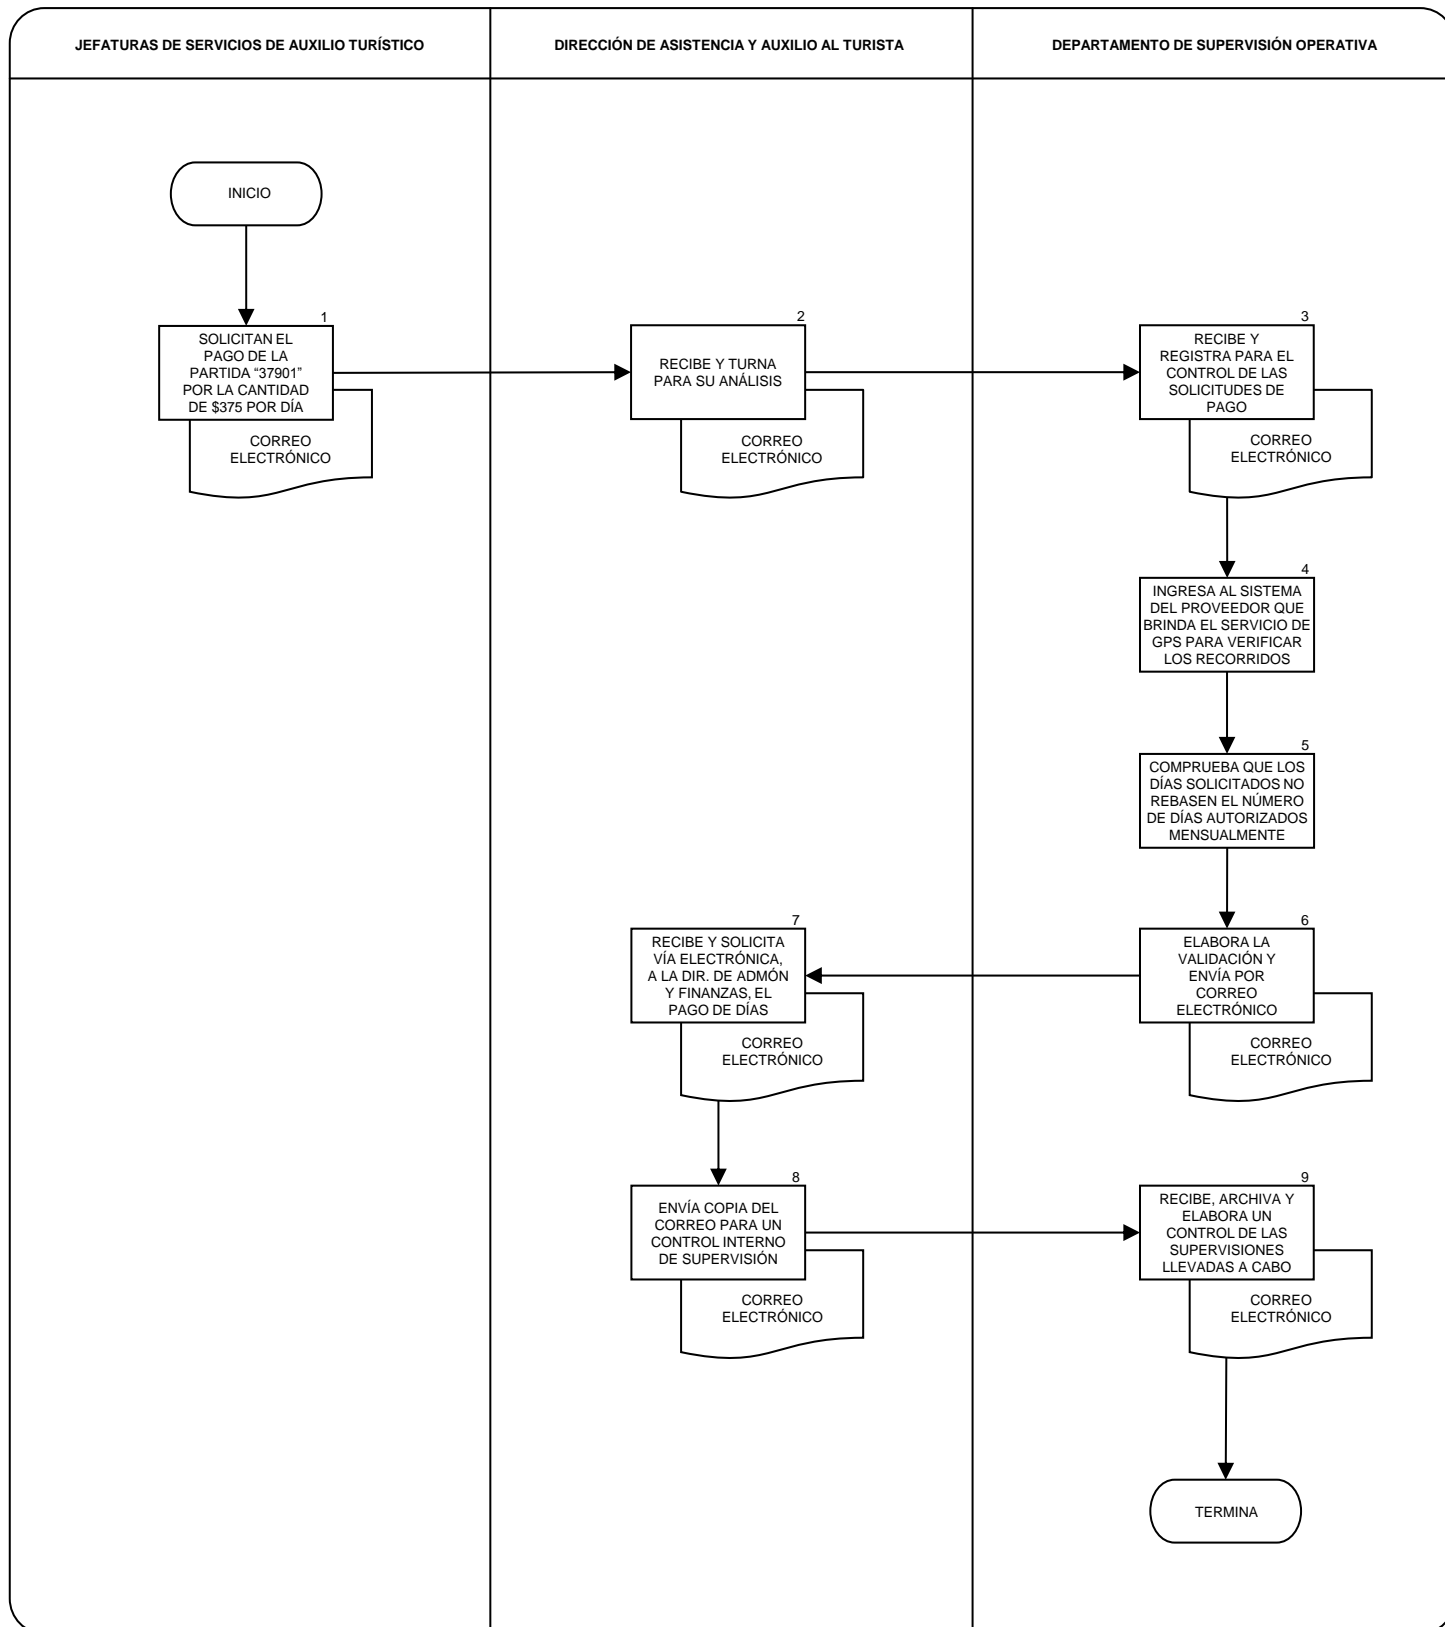 JEFATURAS DE SERVICIOS DE AUXILIO TURÍSTICO
DIRECCIÓN DE ASISTENCIA Y AUXILIO AL TURISTA
DEPARTAMENTO DE SUPERVISIÓN OPERATIVA
INICIO
1
SOLICITAN EL
PAGO DE LA
PARTIDA “37901”
POR LA CANTIDAD
DE $375 POR DÍA
CORREO
ELECTRÓNICO
2
RECIBE Y TURNA
PARA SU ANÁLISIS
CORREO
ELECTRÓNICO
3
RECIBE Y
REGISTRA PARA EL
CONTROL DE LAS
SOLICITUDES DE
PAGO
CORREO
ELECTRÓNICO
4
INGRESA AL SISTEMA
DEL PROVEEDOR QUE
BRINDA EL SERVICIO DE
GPS PARA VERIFICAR
LOS RECORRIDOS
5
COMPRUEBA QUE LOS
DÍAS SOLICITADOS NO
REBASEN EL NÚMERO
DE DÍAS AUTORIZADOS
MENSUALMENTE
6
ELABORA LA
VALIDACIÓN Y
ENVÍA POR
CORREO
ELECTRÓNICO
CORREO
ELECTRÓNICO
7
RECIBE Y SOLICITA
VÍA ELECTRÓNICA,
A LA DIR. DE ADMÓN
Y FINANZAS, EL
PAGO DE DÍAS
CORREO
ELECTRÓNICO
8
ENVÍA COPIA DEL
CORREO PARA UN
CONTROL INTERNO
DE SUPERVISIÓN
CORREO
ELECTRÓNICO
9
RECIBE, ARCHIVA Y
ELABORA UN
CONTROL DE LAS
SUPERVISIONES
LLEVADAS A CABO
CORREO
ELECTRÓNICO
TERMINA